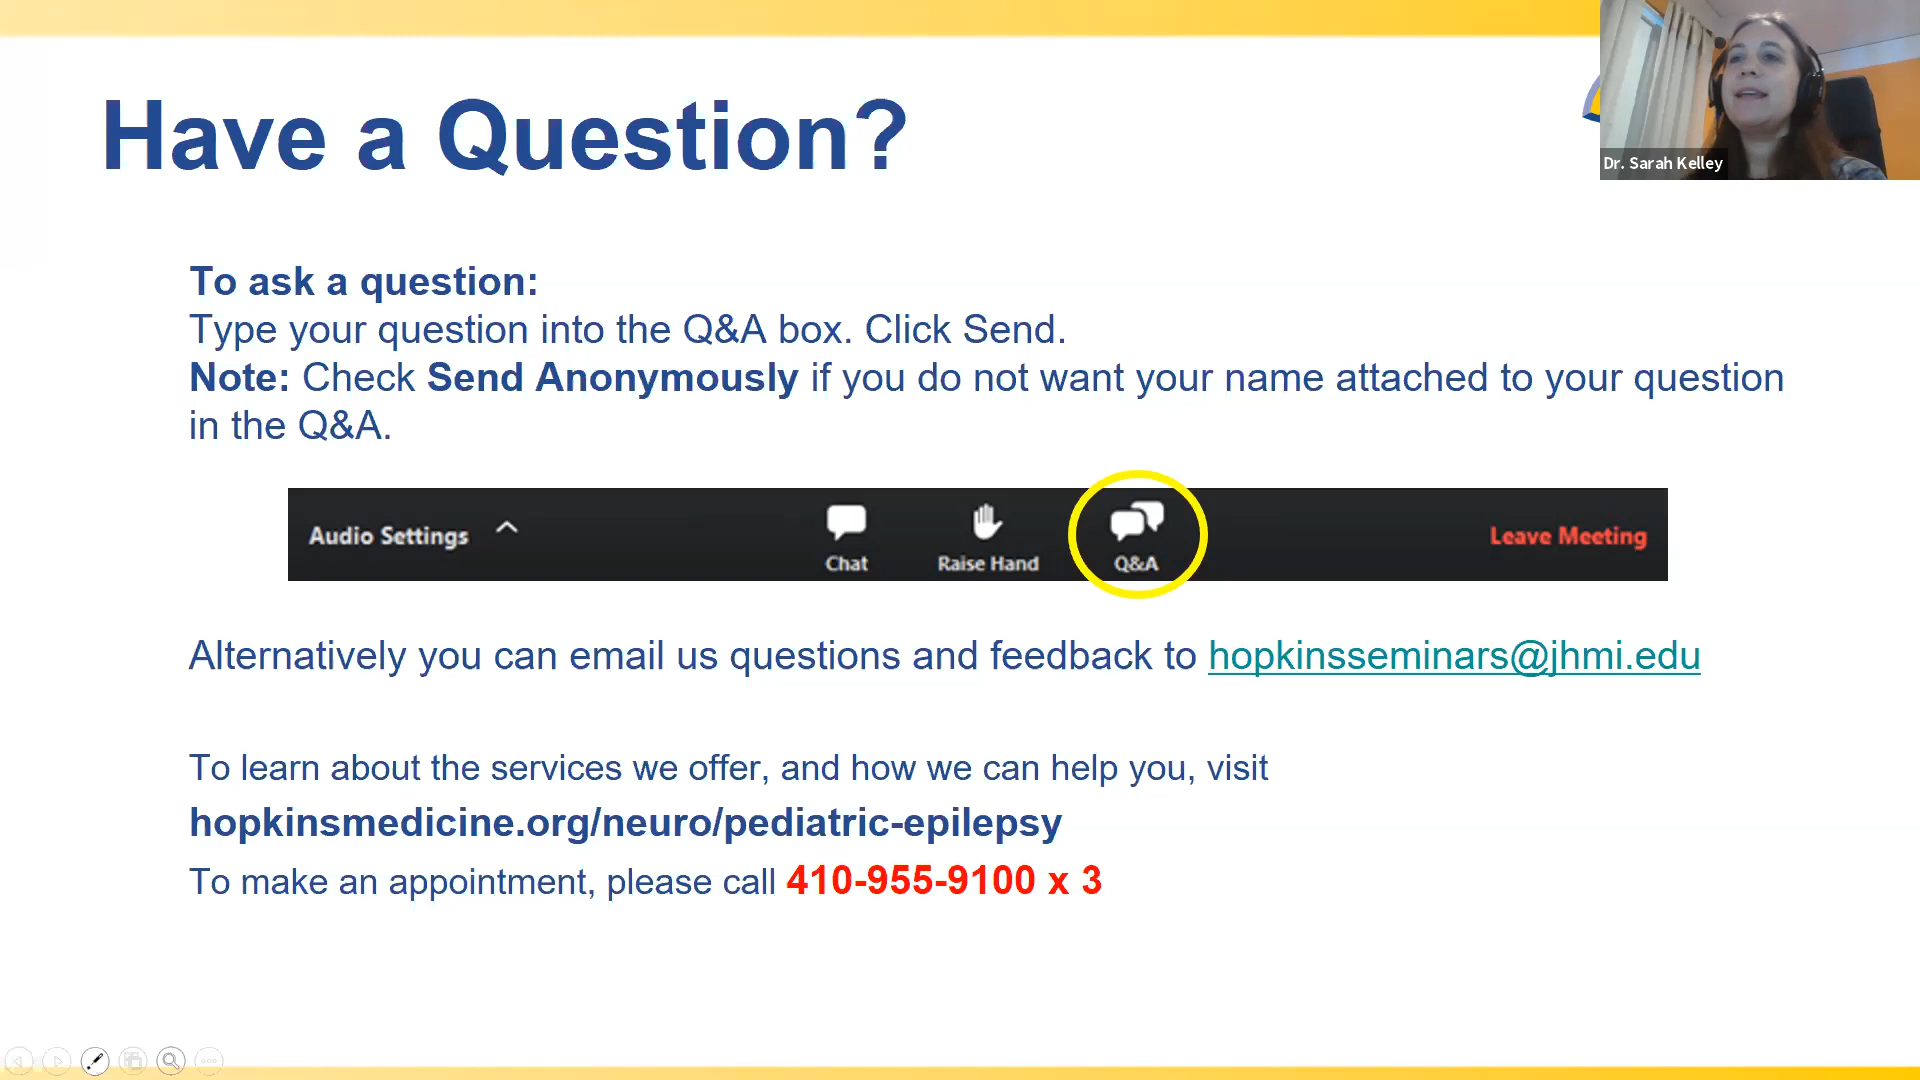 Have a Question?
Dr. Sarah Kelley
To ask a question:
Type your question into the Q&A box. Click Send.
Note: Check Send Anonymously if you do not want your name attached to your question
in the Q&A.
Audio Settings
Chat
Raise Hand
Q&A
Leave Meeting
Alternatively you can email us questions and feedback to hopkinsseminars@jhmi.edu
To learn about the services we offer, and how we can help you, visit
hopkinsmedicine.org/neuro/pediatric-epilepsy
To make an appointment, please call 410-955-9100 x 3